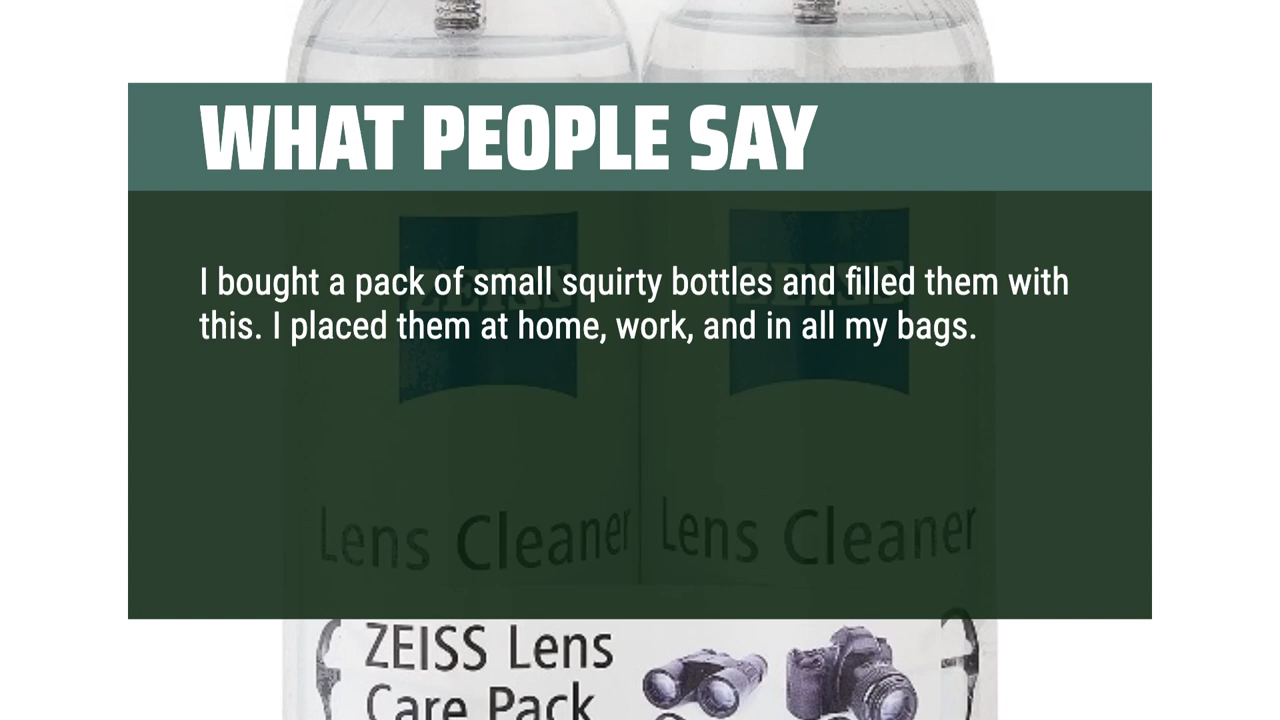 WHAT PEOPLE SAY
I bought a pack of small squirty bottles and filled them with
this. I placed them at home, work, and in all my bags.
Lens Cleaner
Lens Cleaner
ZEISS Lens
Care Pack